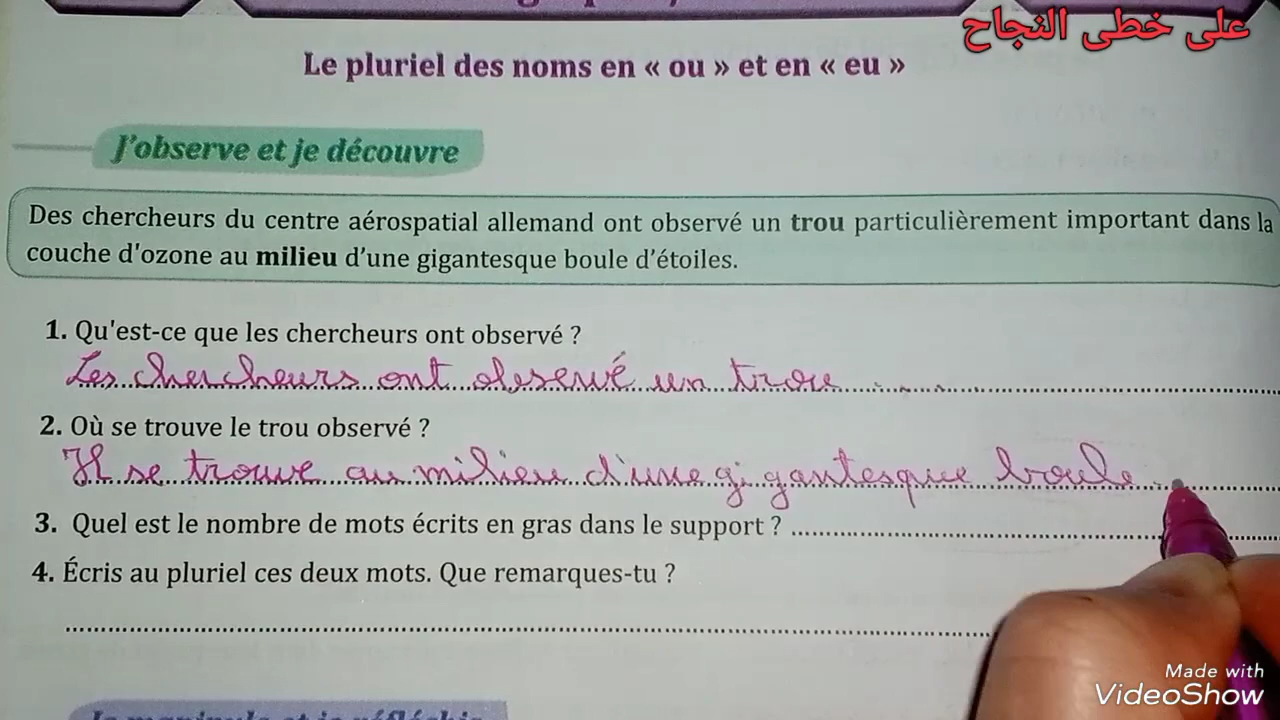 على خطى النجاح
Le pluriel des noms en « ou » et en « eu »
J'observe et je découvre
Des chercheurs du centre aérospatial allemand ont observé un trou particulièrement important dans la
couche d'ozone au milieu d'une gigantesque boule d'étoiles.
1. Qu'est-ce que les chercheurs ont observé ?
Les chercheurs ont observé un trou
2. Où se trouve le trou observé ?
Il se trouve au milieu d'une gigantesque boule
3. Quel est le nombre de mots écrits en gras dans le support ?
4. Écris au pluriel ces deux mots. Que remarques-tu ?
Made with
VideoShow